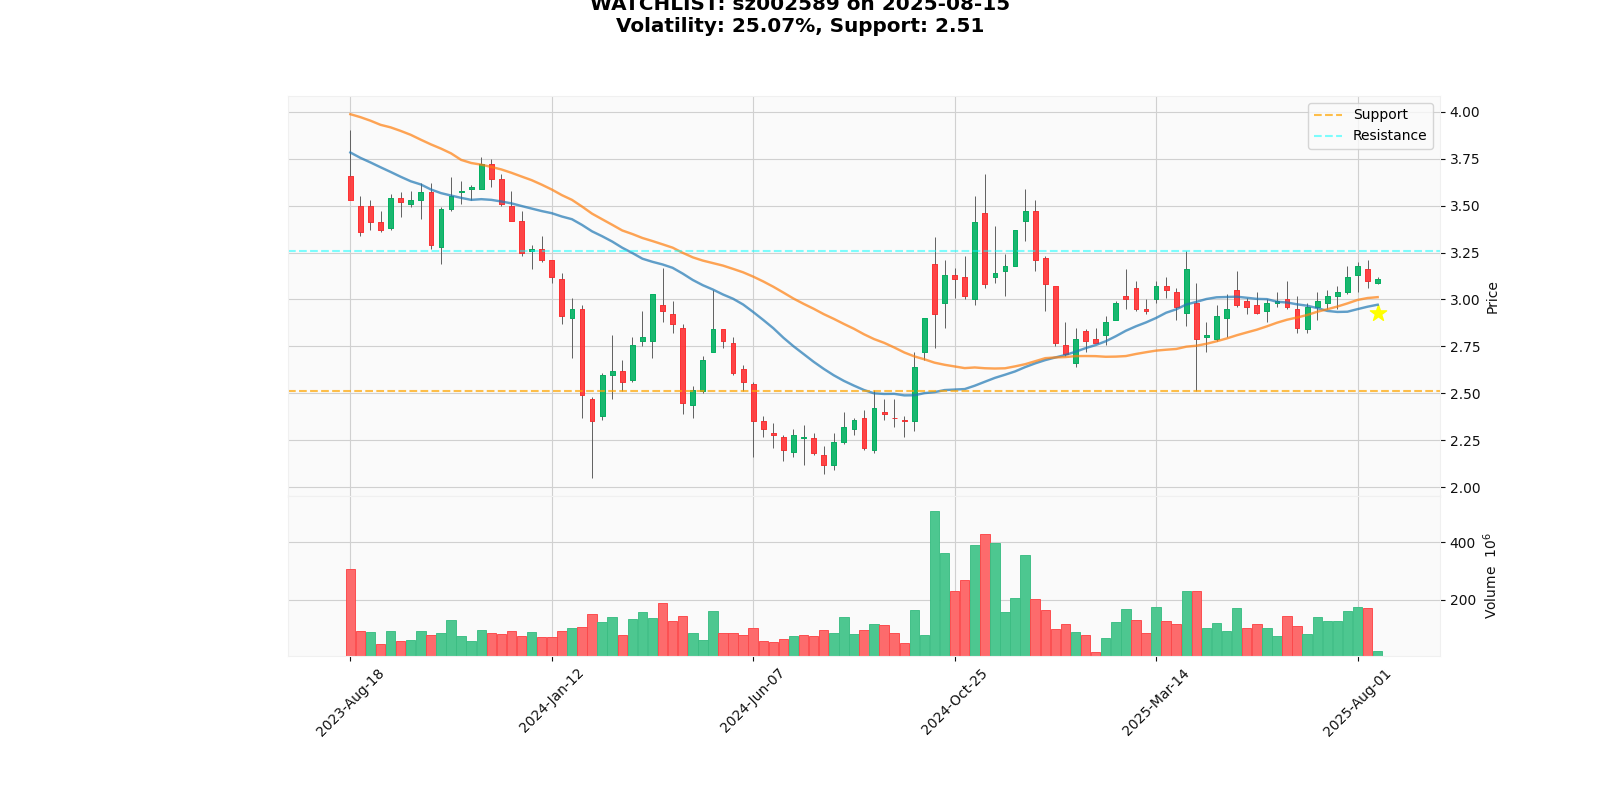 WATCHLIST: sz002589 on 2025-08-15
Volatility: 25.07%, Support: 2.51
Support
Resistance
4.00
3.75
3.50
3.25
3.00
2.75
2.50
2.25
2.00
Price
400
200
Volume 10⁶
2023-Aug-18
2024-Jan-12
2024-Jun-07
2024-Oct-25
2025-Mar-14
2025-Aug-01